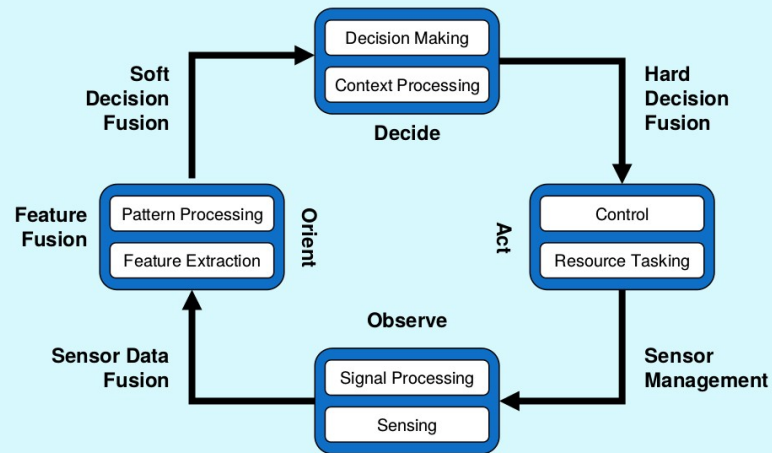 Decision Making
Context Processing
Decide
Soft
Decision
Fusion
Hard
Decision
Fusion
Feature
Fusion
Pattern Processing
Feature Extraction
Orient
Act
Control
Resource Tasking
Observe
Sensor Data
Fusion
Signal Processing
Sensing
Sensor
Management